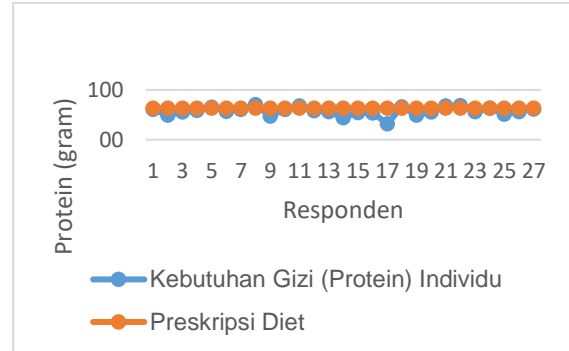 Protein (gram)
100
00
1 3 5 7 9 11 13 15 17 19 21 23 25 27
Responden
Kebutuhan Gizi (Protein) Individu
Preskripsi Diet